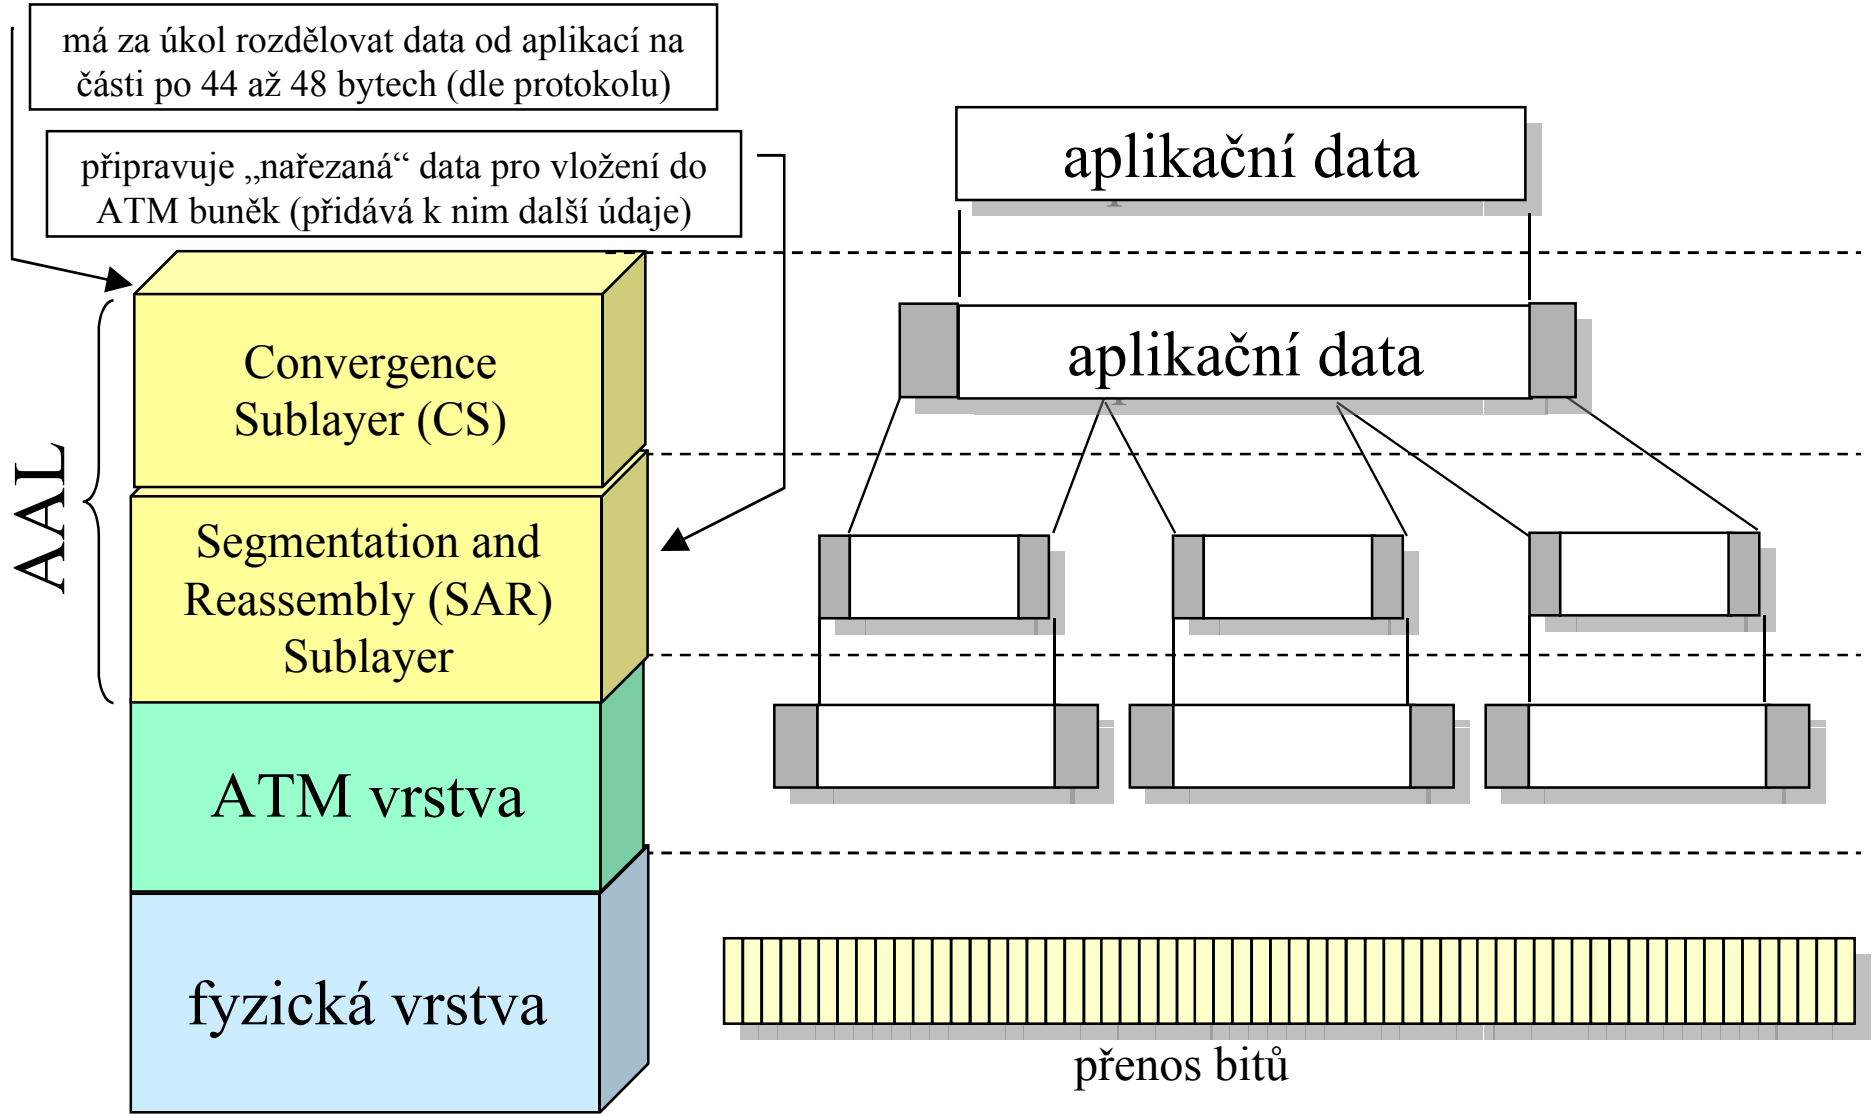 má za úkol rozdělovat data od aplikací na
části po 44 až 48 bytech (dle protokolu)
připravuje „nařezaná“ data pro vložení do
ATM buněk (přidává k nim další údaje)
aplikační data
aplikační data
AAL
Convergence
Sublayer (CS)
Segmentation and
Reassembly (SAR)
Sublayer
ATM vrstva
fyzická vrstva
přenos bitů